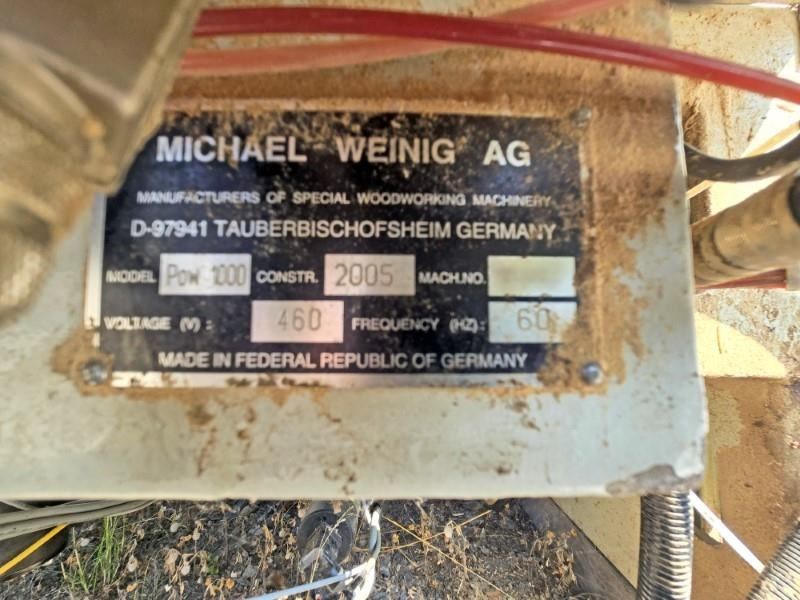 MICHAEL WEINIG AG
MANUFACTURERS OF SPECIAL WOODWORKING MACHINERY
D-97941 TAUBERBISCHOFSHEIM GERMANY
MODEL Pow 1000 CONSTR. 2005 MACH.NO.
VOLTAGE (V): 460 FREQUENCY (HZ): 60
MADE IN FEDERAL REPUBLIC OF GERMANY